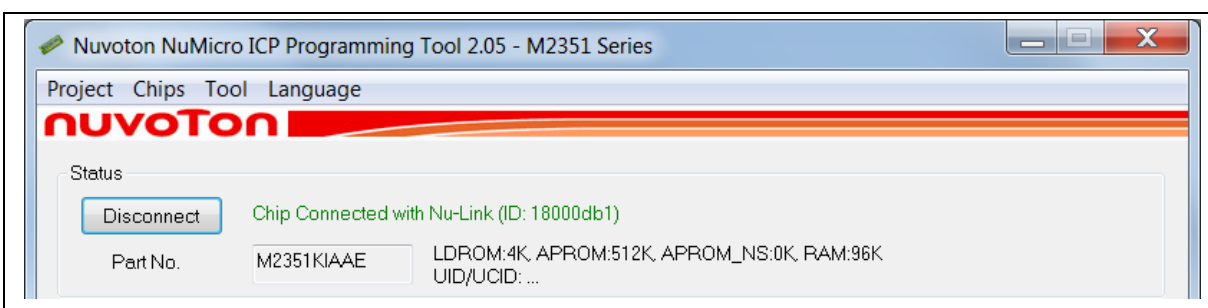 Nuvoton NuMicro ICP Programming Tool 2.05 - M2351 Series
Project Chips Tool Language
nuvoTon
Status
Disconnect Chip Connected with Nu-Link (ID: 18000db1)
Part No. M2351KIAAE LDROM:4K, APROM:512K, APROM_NS:0K, RAM:96K
UID/UCID: ...